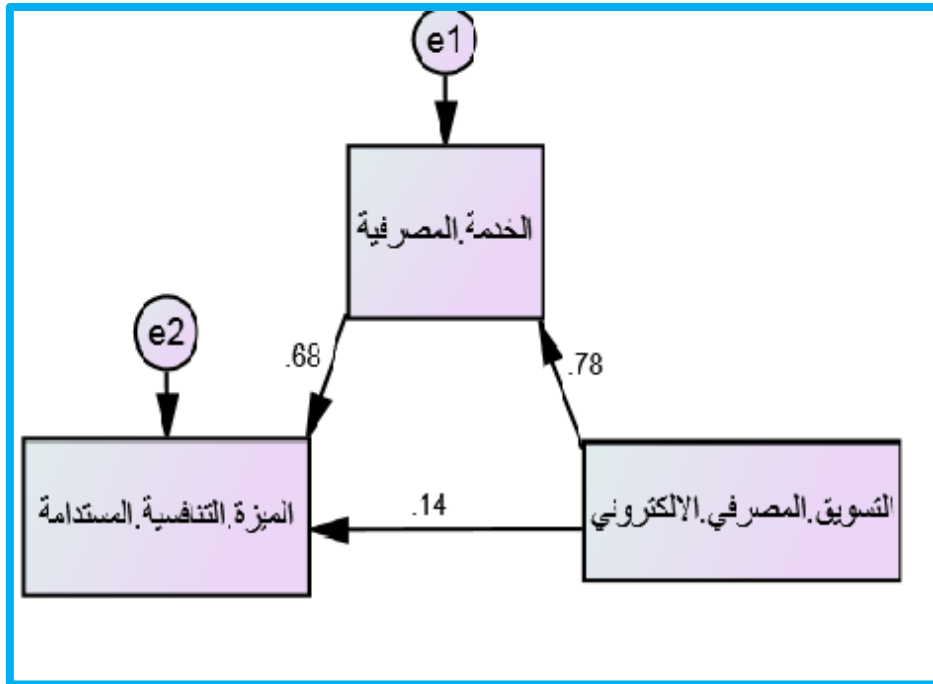 e1
الخدمة.المصرفية
e2
.68
.78
الميزة.التنافسية.المستدامة
.14
التسويق.المصرفي.الالكتروني